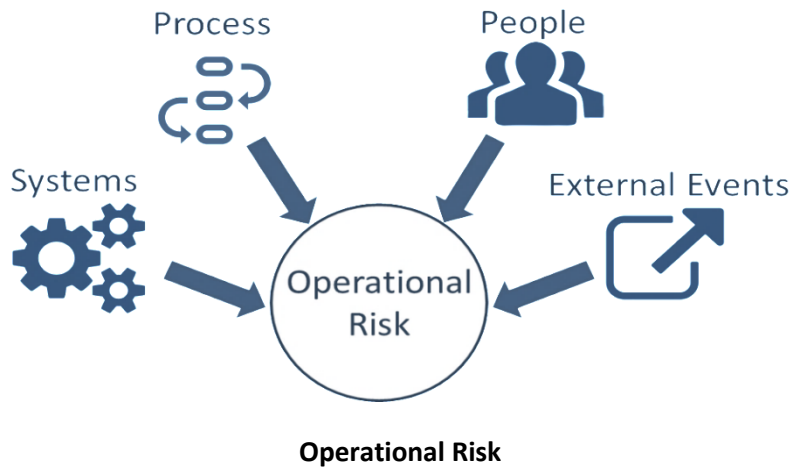 Process
People
Systems
External Events
Operational
Risk
Operational Risk